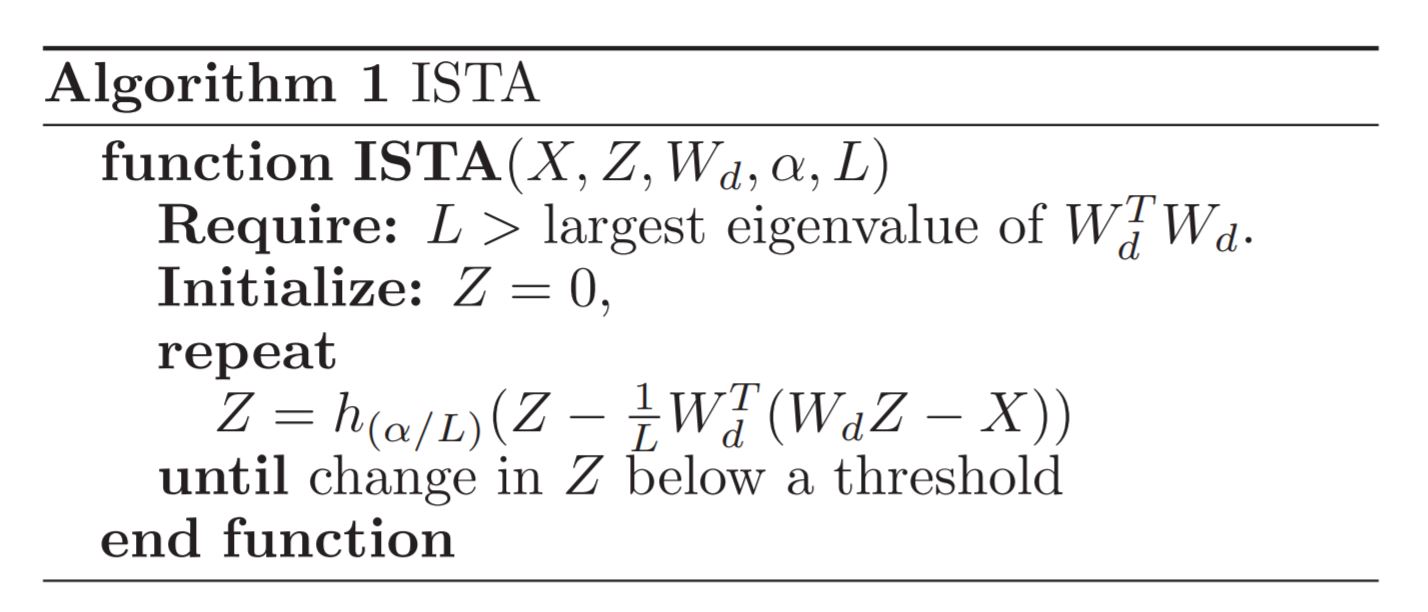 Algorithm 1 ISTA
function ISTA(X, Z, W_d, α, L)
Require: L > largest eigenvalue of W_d^T W_d.
Initialize: Z = 0,
repeat
Z = h_(α/L)(Z − 1/L W_d^T(W_d Z − X))
until change in Z below a threshold
end function